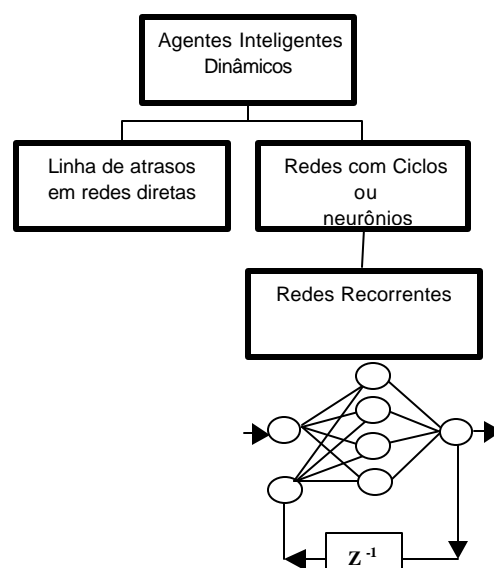 Agentes Inteligentes
Dinâmicos
Linha de atrasos
em redes diretas
Redes com Ciclos
ou
neurônios
Redes Recorrentes
Z⁻¹